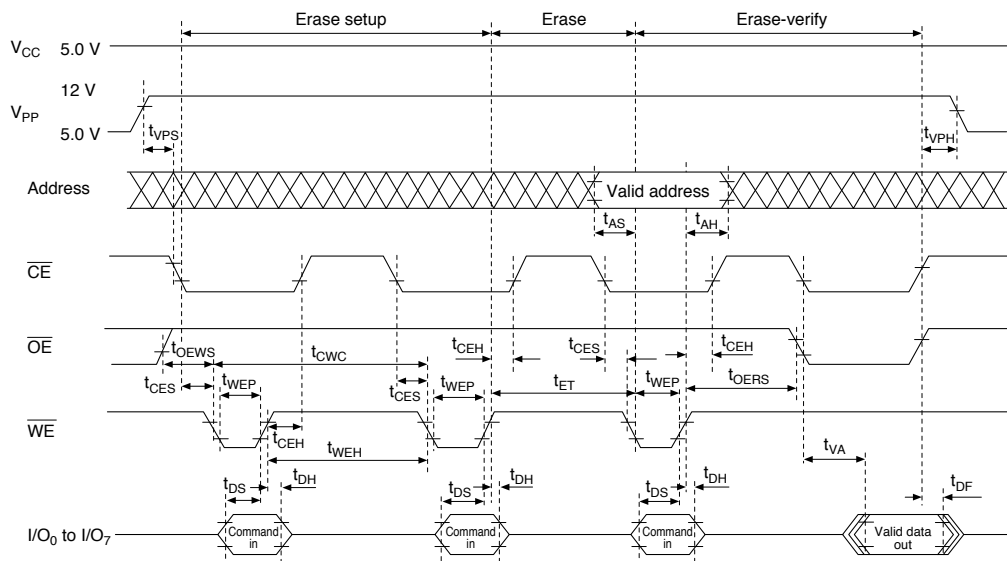 Erase setup Erase Erase-verify
VCC 5.0 V
12 V
VPP
5.0 V tVPS tVPH
Address Valid address
tAS tAH
CE
OE
tOEWS tCWC tCEH tCES tCEH
tCES tWEP tCES tWEP tET tWEP tOERS
WE
tCEH tWEH tVA
tDS tDH tDS tDH tDS tDH tDF
I/O0 to I/O7 Command in Command in Command in Valid data out